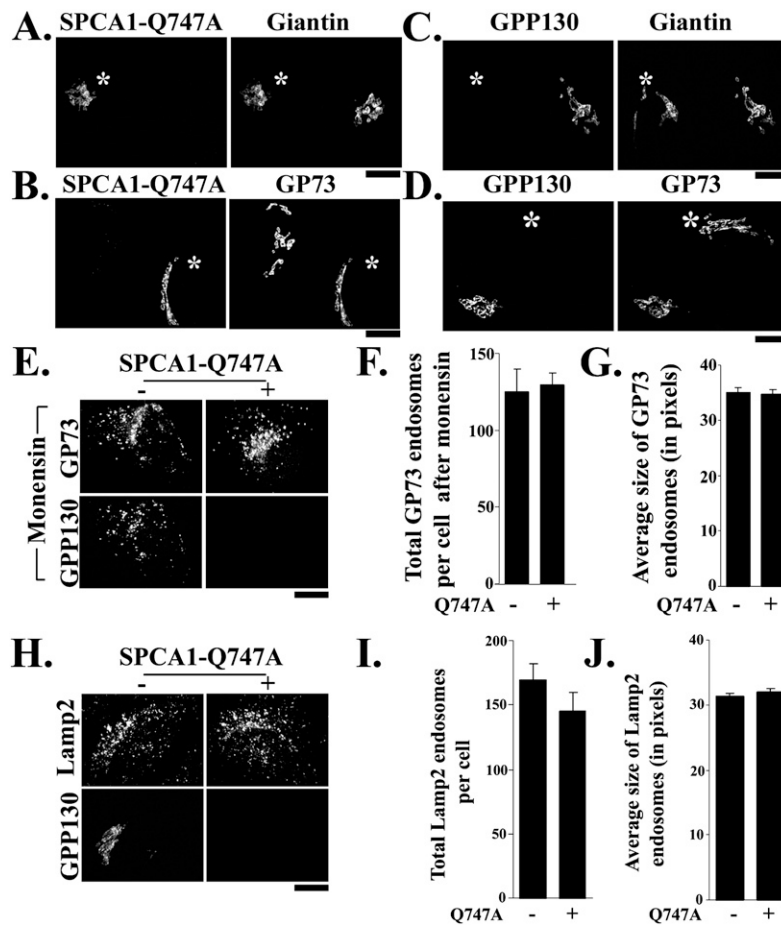 A.
SPCA1-Q747A
Giantin
*
*
C.
GPP130
Giantin
*
*
B.
SPCA1-Q747A
GP73
*
*
D.
GPP130
GP73
*
*
E.
SPCA1-Q747A
- +
Monensin
GP73
GPP130
F.
Total GP73 endosomes
per cell after monensin
150
100
50
0
Q747A - +
G.
Average size of GP73
endosomes (in pixels)
40
30
20
10
0
Q747A - +
H.
SPCA1-Q747A
- +
Lamp2
GPP130
I.
Total Lamp2 endosomes
per cell
200
150
100
50
0
Q747A - +
J.
Average size of Lamp2
endosomes (in pixels)
40
30
20
10
0
Q747A - +